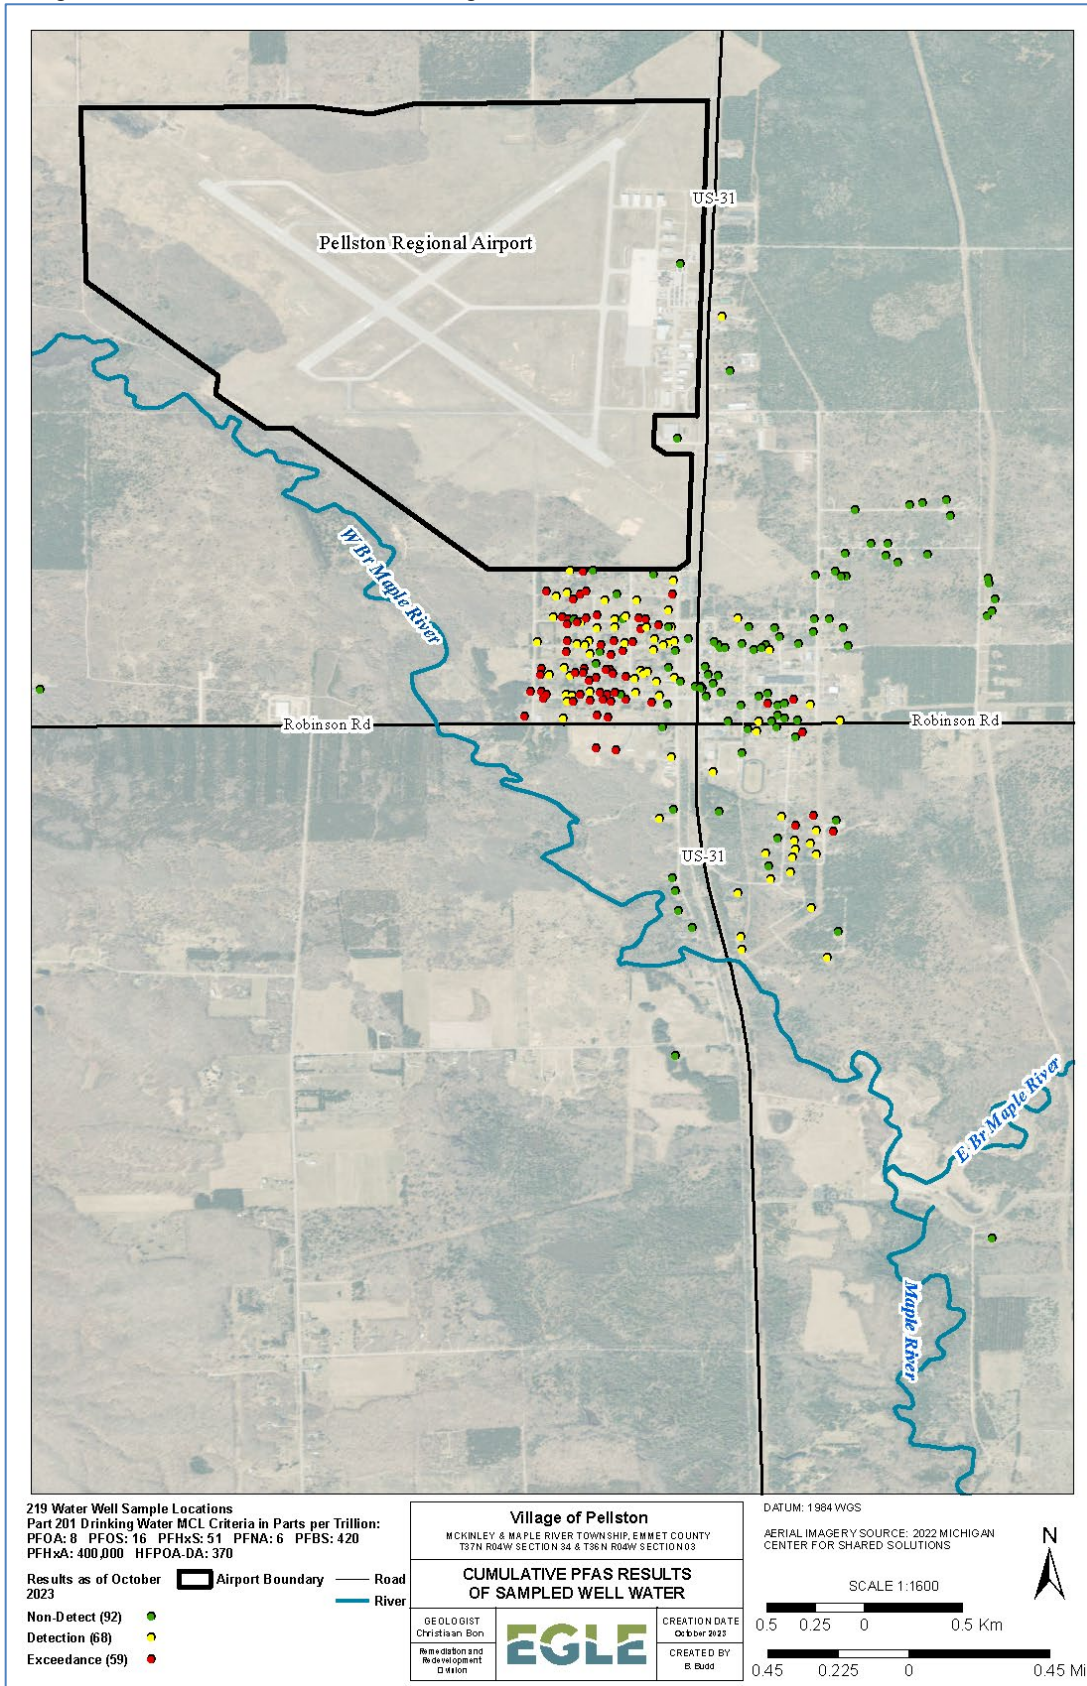 US-31
Pellston Regional Airport
W Br Maple River
Robinson Rd
Robinson Rd
US-31
E Br Maple River
Maple River
219 Water Well Sample Locations
Part 201 Drinking Water MCL Criteria in Parts per Trillion:
PFOA: 8 PFOS: 16 PFHxS: 51 PFNA: 6 PFBS: 420
PFHxA: 400,000 HFPOA-DA: 370
Results as of October
2023
Airport Boundary
Road
River
Non-Detect (92)
Detection (68)
Exceedance (59)
Village of Pellston
MCKINLEY & MAPLE RIVER TOWNSHIP, EMMET COUNTY
T37N R04W SECTION 34 & T36N R04W SECTION 03
CUMULATIVE PFAS RESULTS
OF SAMPLED WELL WATER
GEOLOGIST
Christiaan Bon
Remediation and
Redevelopment
Division
EGLE
CREATION DATE
October 2023
CREATED BY
B. Budd
DATUM: 1984 WGS
AERIAL IMAGERY SOURCE: 2022 MICHIGAN
CENTER FOR SHARED SOLUTIONS
N
SCALE 1:1600
0.5 0.25 0 0.5 Km
0.45 0.225 0 0.45 Mi